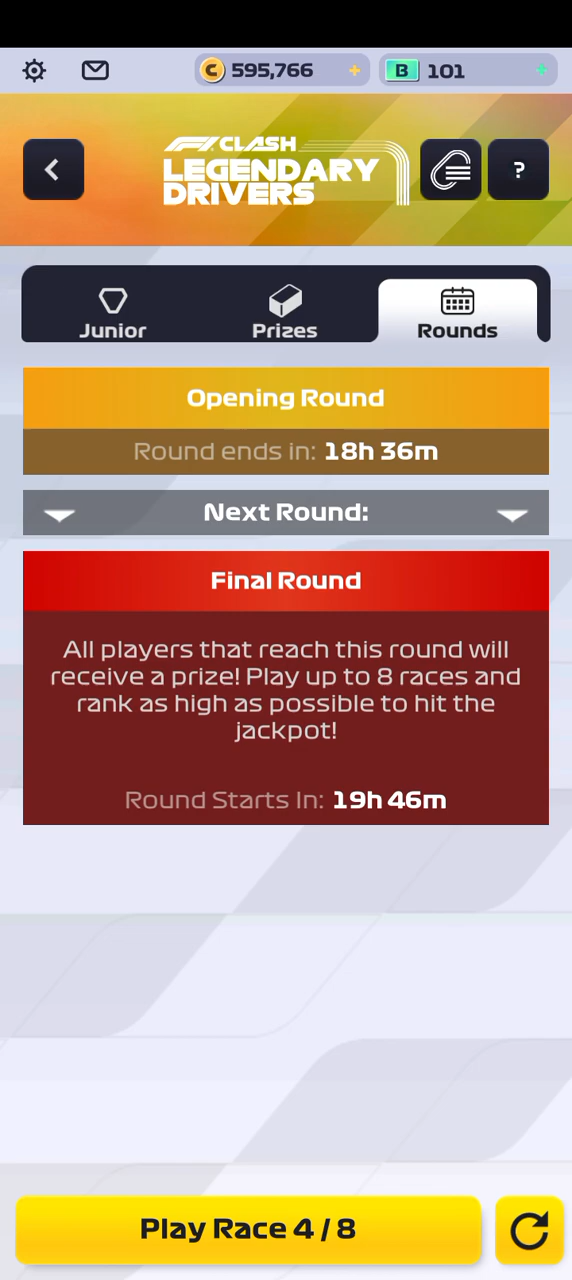 C 595,766 +
B 101 +
F1 CLASH
LEGENDARY
DRIVERS
?
Junior
Prizes
Rounds
Opening Round
Round ends in: 18h 36m
Next Round:
Final Round
All players that reach this round will
receive a prize! Play up to 8 races and
rank as high as possible to hit the
jackpot!
Round Starts In: 19h 46m
Play Race 4 / 8